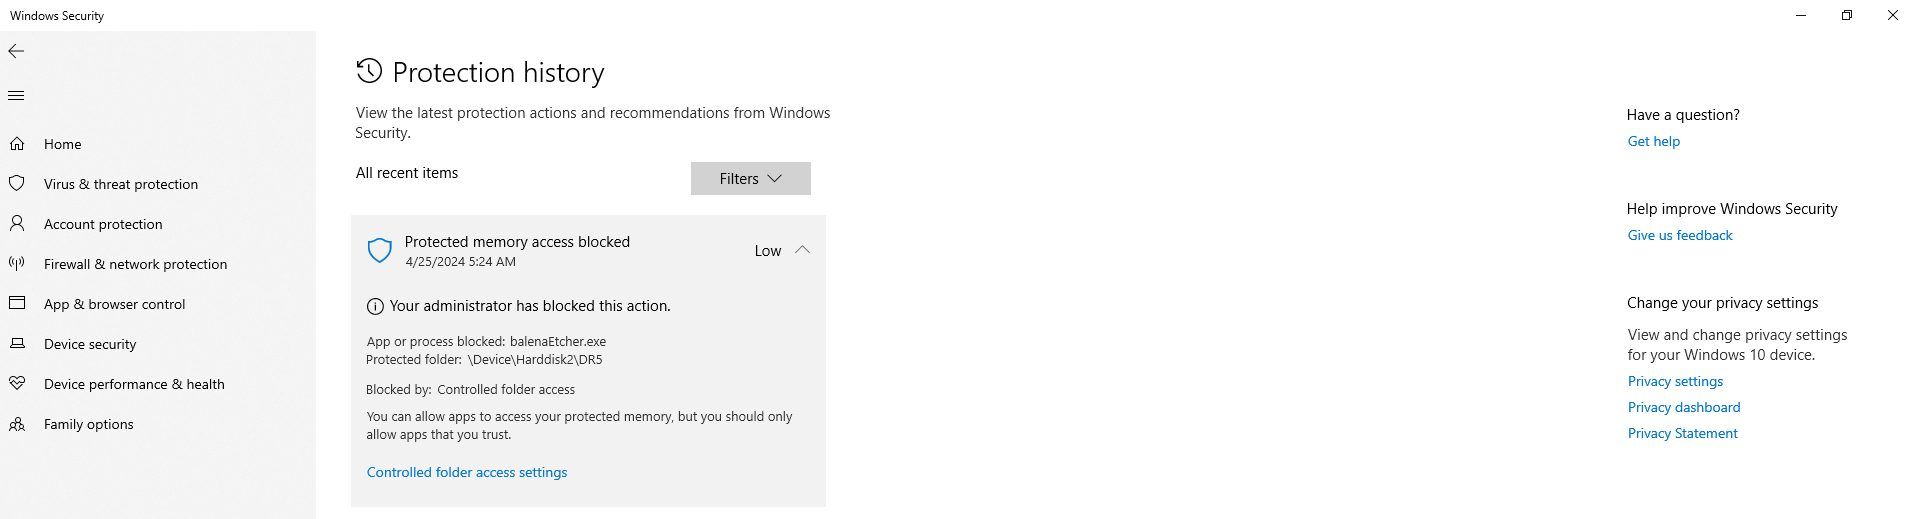 Windows Security
Home
Virus & threat protection
Account protection
Firewall & network protection
App & browser control
Device security
Device performance & health
Family options
Protection history
View the latest protection actions and recommendations from Windows
Security.
All recent items
Filters
Protected memory access blocked
4/25/2024 5:24 AM
Low
Your administrator has blocked this action.
App or process blocked: balenaEtcher.exe
Protected folder: \Device\Harddisk2\DR5
Blocked by: Controlled folder access
You can allow apps to access your protected memory, but you should only
allow apps that you trust.
Controlled folder access settings
Have a question?
Get help
Help improve Windows Security
Give us feedback
Change your privacy settings
View and change privacy settings
for your Windows 10 device.
Privacy settings
Privacy dashboard
Privacy Statement